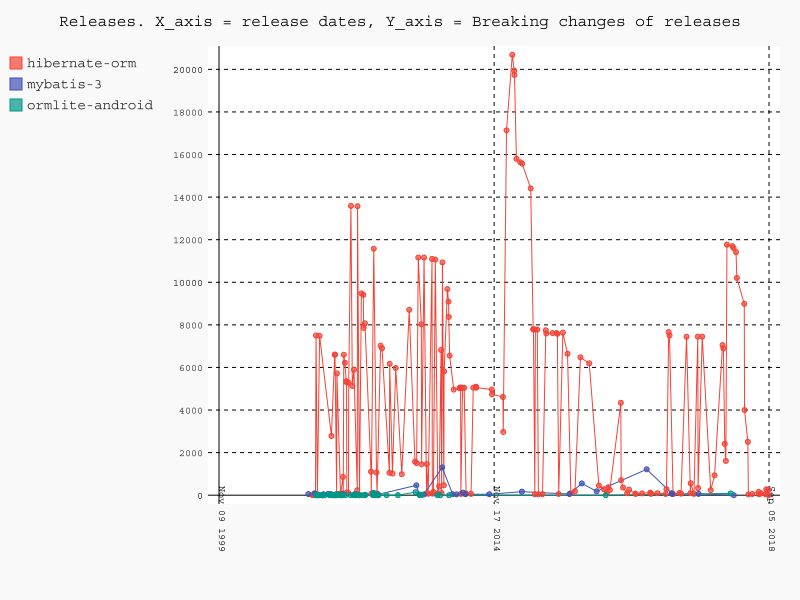 Releases. X_axis = release dates, Y_axis = Breaking changes of releases
hibernate-orm
mybatis-3
ormlite-android
20000
18000
16000
14000
12000
10000
8000
6000
4000
2000
0
Nov 09 1999
Nov 17 2014
Sep 05 2018